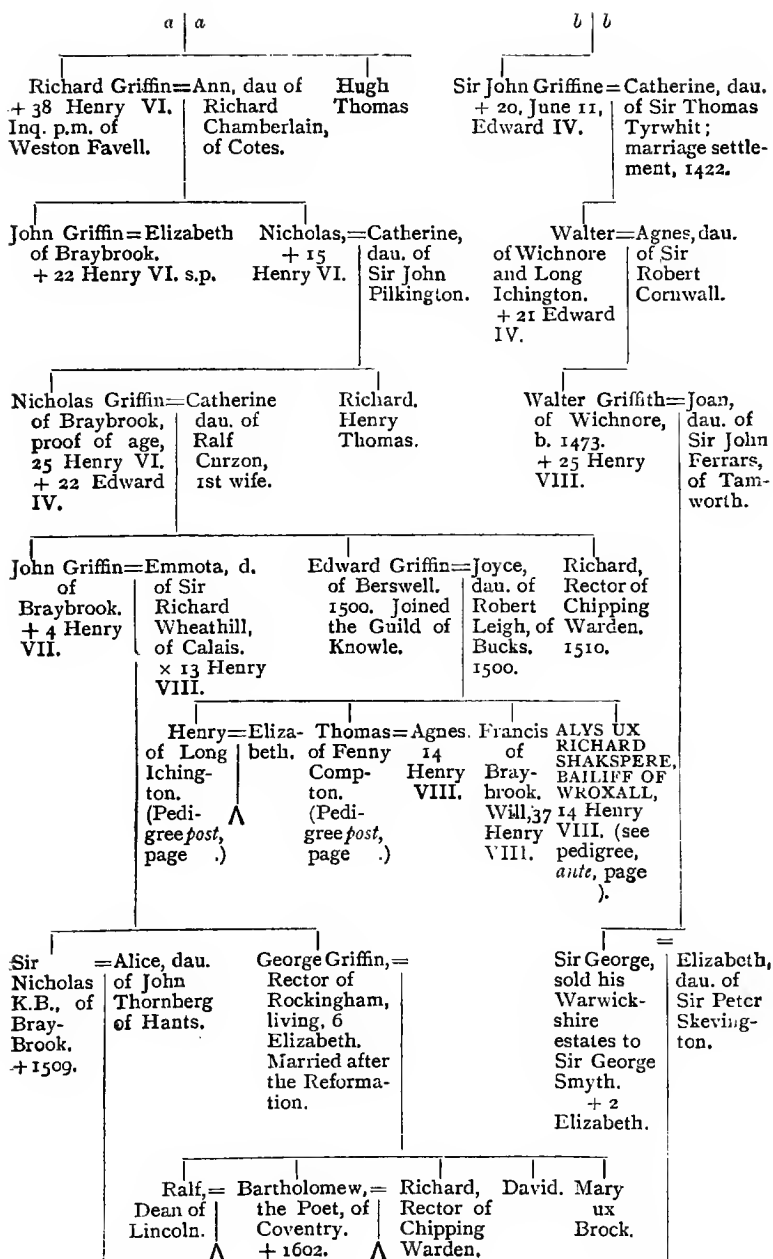 a a
b b
Richard Griffin=Ann, dau of
+ 38 Henry VI. Richard
Inq. p.m. of Chamberlain,
Weston Favell. of Cotes.
Hugh
Thomas
Sir John Griffine = Catherine, dau.
+ 20, June 11, of Sir Thomas
Edward IV. Tyrwhit;
marriage settle-
ment, 1422.
John Griffin=Elizabeth
of Braybrook.
+ 22 Henry VI. s.p.
Nicholas,=Catherine,
+ 15 dau. of
Henry VI. Sir John
Pilkington.
Walter=Agnes, dau.
of Wichnore of Sir
and Long Robert
Ichington. Cornwall.
+ 21 Edward
IV.
Nicholas Griffin=Catherine
of Braybrook, dau. of
proof of age, Ralf
25 Henry VI. Curzon,
+ 22 Edward 1st wife.
IV.
Richard.
Henry
Thomas.
Walter Griffith=Joan,
of Wichnore, dau. of
b. 1473. Sir John
+ 25 Henry Ferrars,
VIII. of Tam-
worth.
John Griffin=Emmota, d.
of of Sir
Braybrook. Richard
+ 4 Henry Wheathill,
VII. of Calais.
× 13 Henry
VIII.
Edward Griffin=Joyce,
of Berswell. dau. of
1500. Joined Robert
the Guild of Leigh, of
Knowle. Bucks.
1500.
Richard,
Rector of
Chipping
Warden.
1510.
Henry=Eliza-
of Long beth.
Iching-
ton.
(Pedi-
gree post,
page .)
Thomas=Agnes.
of Fenny 14
Comp- Henry
ton. VIII.
(Pedi-
gree post,
page .)
Francis
of
Bray-
brook.
Will, 37
Henry
VIII.
ALYS UX
RICHARD
SHAKSPERE,
BAILIFF OF
WROXALL,
14 Henry
VIII. (see
pedigree,
ante, page
).
Sir =Alice, dau.
Nicholas of John
K.B., of Thornberg
Bray- of Hants.
Brook.
+ 1509.
George Griffin,=
Rector of
Rockingham,
living, 6
Elizabeth.
Married after
the Reforma-
tion.
Sir George, = Elizabeth,
sold his dau. of
Warwick- Sir Peter
shire Skeving-
estates to ton.
Sir George
Smyth.
+ 2
Elizabeth.
Ralf,=
Dean of
Lincoln.
Bartholomew,=
the Poet, of
Coventry.
+ 1602.
Richard,
Rector of
Chipping
Warden.
David.
Mary
ux
Brock.